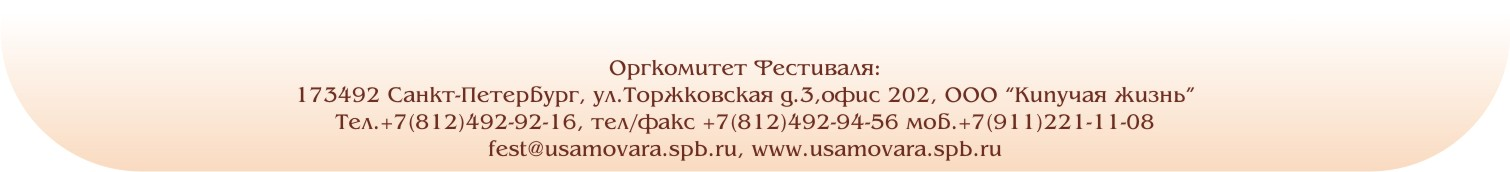 Оргкомитет Фестиваля:
173492 Санкт-Петербург, ул.Торжковская д.3,офис 202, ООО “Кипучая жизнь”
Тел.+7(812)492-92-16, тел/факс +7(812)492-94-56 моб.+7(911)221-11-08
fest@usamovara.spb.ru, www.usamovara.spb.ru